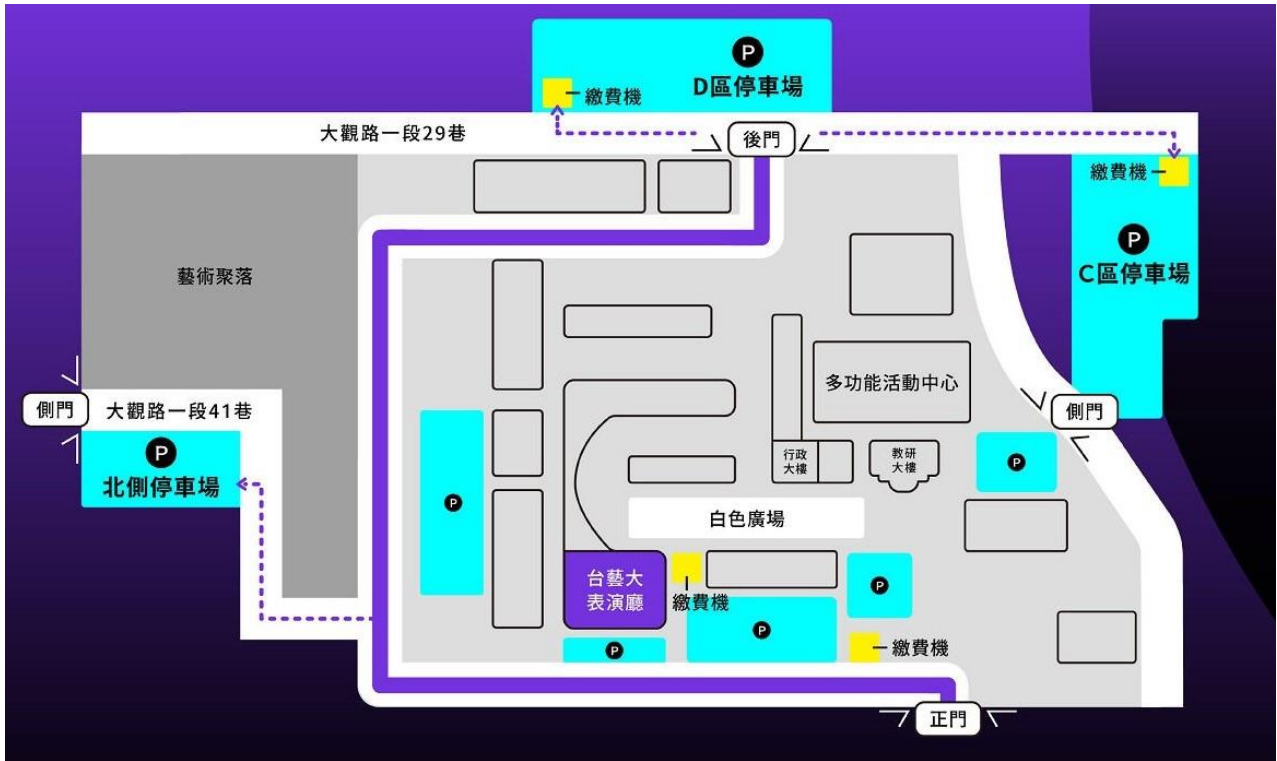 P
D區停車場
繳費機
大觀路一段29巷
後門
繳費機
P
C區停車場
藝術聚落
多功能活動中心
側門
大觀路一段41巷
側門
P
北側停車場
行政
大樓
教研
大樓
P
P
白色廣場
台藝大
表演廳
繳費機
P
P
P
繳費機
正門